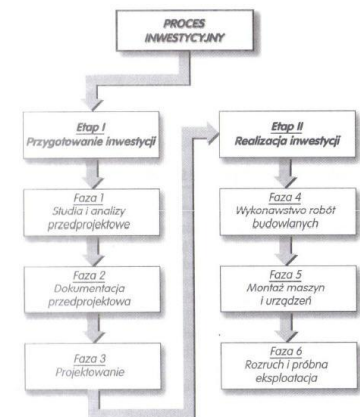 PROCES
INWESTYCYJNY
Etap I
Przygotowanie inwestycji
Faza 1
Studia i analizy
przedprojektowe
Faza 2
Dokumentacja
przedprojektowa
Faza 3
Projektowanie
Etap II
Realizacja inwestycji
Faza 4
Wykonawstwo robót
budowlanych
Faza 5
Montaż maszyn
i urządzeń
Faza 6
Rozruch i próbna
eksploatacja